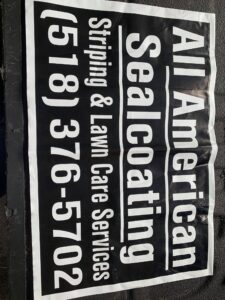 All American
Sealcoating
Striping & Lawn Care Services
(518) 376-5702